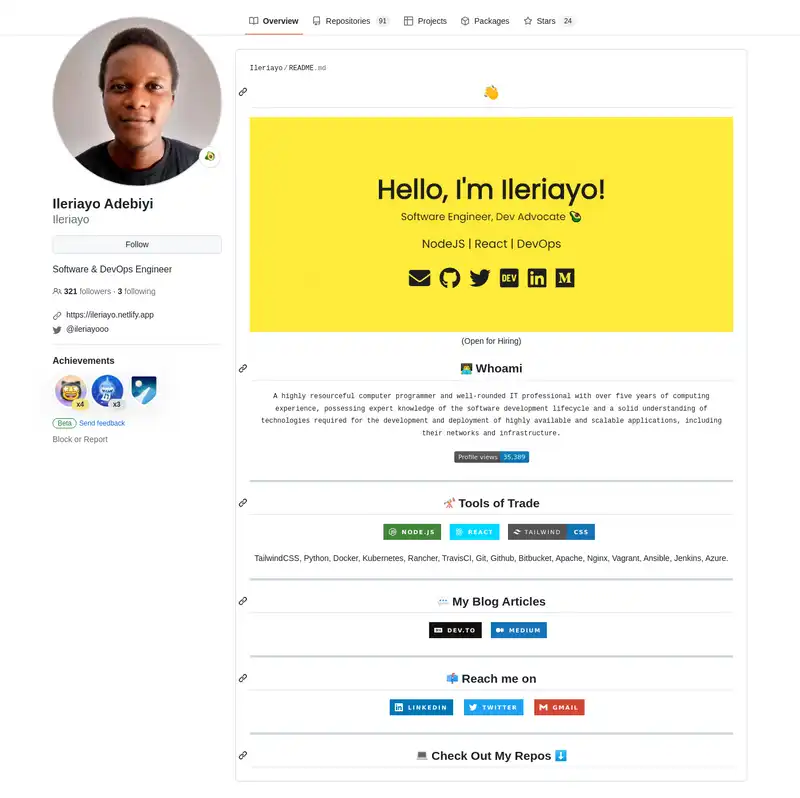 Overview Repositories 91 Projects Packages Stars 24
Ileriayo Adebiyi
Ileriayo
Follow
Software & DevOps Engineer
321 followers · 3 following
https://ileriayo.netlify.app
@ileriayooo
Achievements
x4 x3
Beta Send feedback
Block or Report
Ileriayo/README.md
Hello, I'm Ileriayo!
Software Engineer, Dev Advocate
NodeJS | React | DevOps
DEV in M
(Open for Hiring)
Whoami
A highly resourceful computer programmer and well-rounded IT professional with over five years of computing
experience, possessing expert knowledge of the software development lifecycle and a solid understanding of
technologies required for the development and deployment of highly available and scalable applications, including
their networks and infrastructure.
Profile views 35,389
Tools of Trade
NODE.JS REACT TAILWIND CSS
TailwindCSS, Python, Docker, Kubernetes, Rancher, TravisCI, Git, Github, Bitbucket, Apache, Nginx, Vagrant, Ansible, Jenkins, Azure.
My Blog Articles
DEV.TO MEDIUM
Reach me on
LINKEDIN TWITTER GMAIL
Check Out My Repos